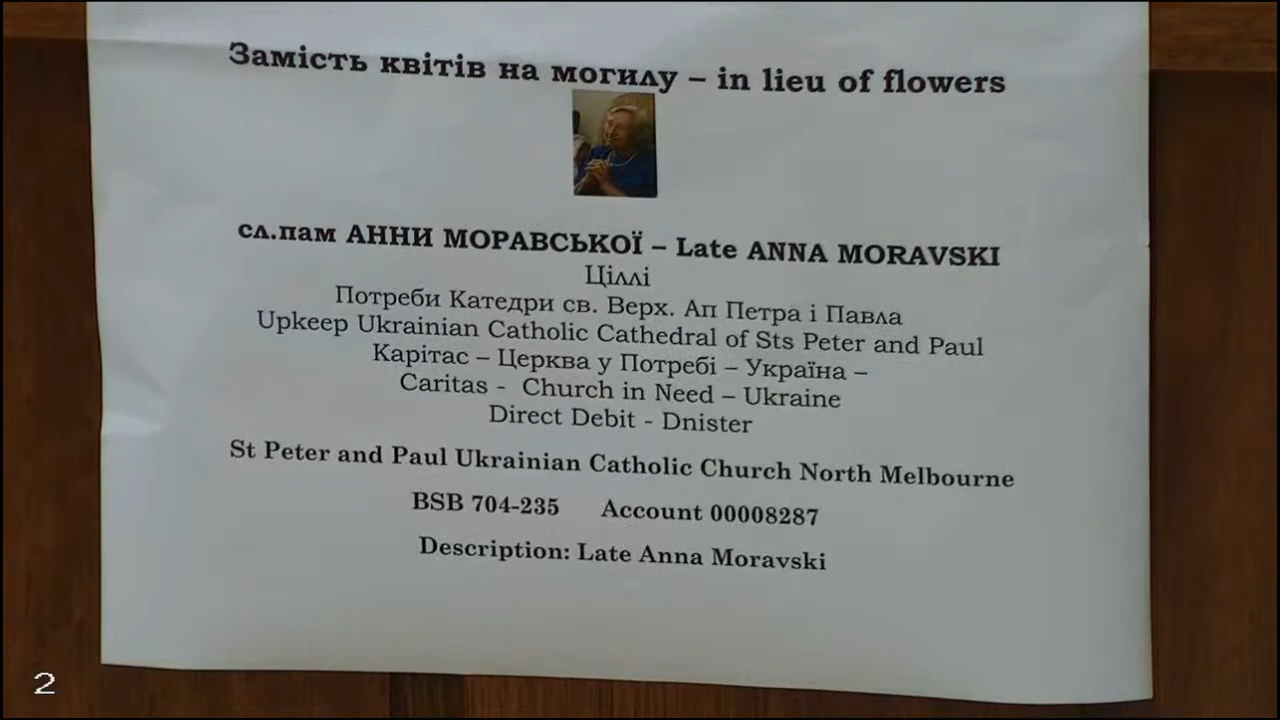 Замість квітів на могилу – in lieu of flowers
сл.пам АННИ МОРАВСЬКОЇ – Late ANNA MORAVSKI
Ціллі
Потреби Катедри св. Верх. Ап Петра і Павла
Upkeep Ukrainian Catholic Cathedral of Sts Peter and Paul
Карітас – Церква у Потребі – Україна –
Caritas - Church in Need – Ukraine
Direct Debit - Dnister
St Peter and Paul Ukrainian Catholic Church North Melbourne
BSB 704-235 Account 00008287
Description: Late Anna Moravski
2